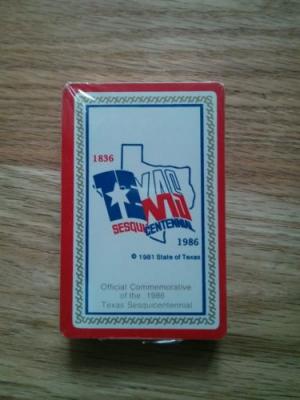 1836
TEXAS
SESQUICENTENNIAL
1986
© 1981 State of Texas
Official Commemorative
of the 1986
Texas Sesquicentennial